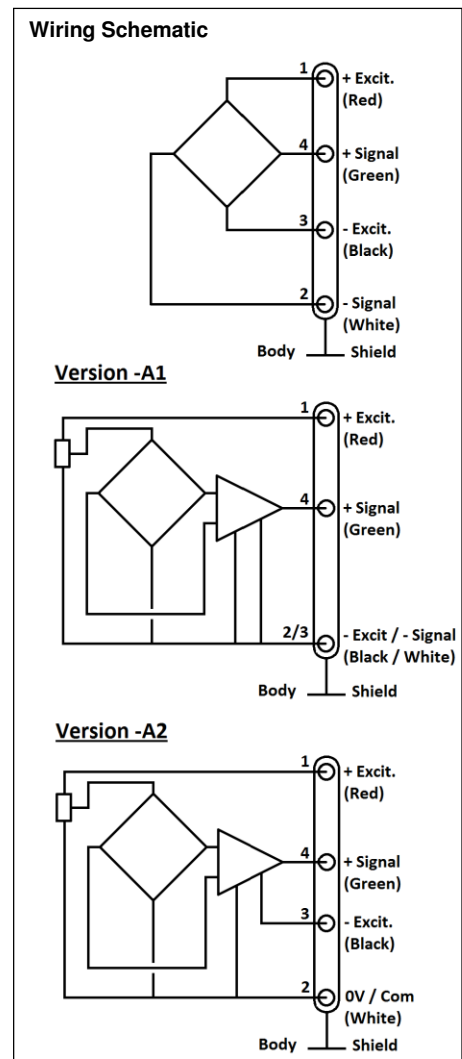 Wiring Schematic
1
+ Excit.
(Red)
4
+ Signal
(Green)
3
- Excit.
(Black)
2
- Signal
(White)
Body Shield
Version -A1
1
+ Excit.
(Red)
4
+ Signal
(Green)
2/3
- Excit / - Signal
(Black / White)
Body Shield
Version -A2
1
+ Excit.
(Red)
4
+ Signal
(Green)
3
- Excit.
(Black)
2
0V / Com
(White)
Body Shield